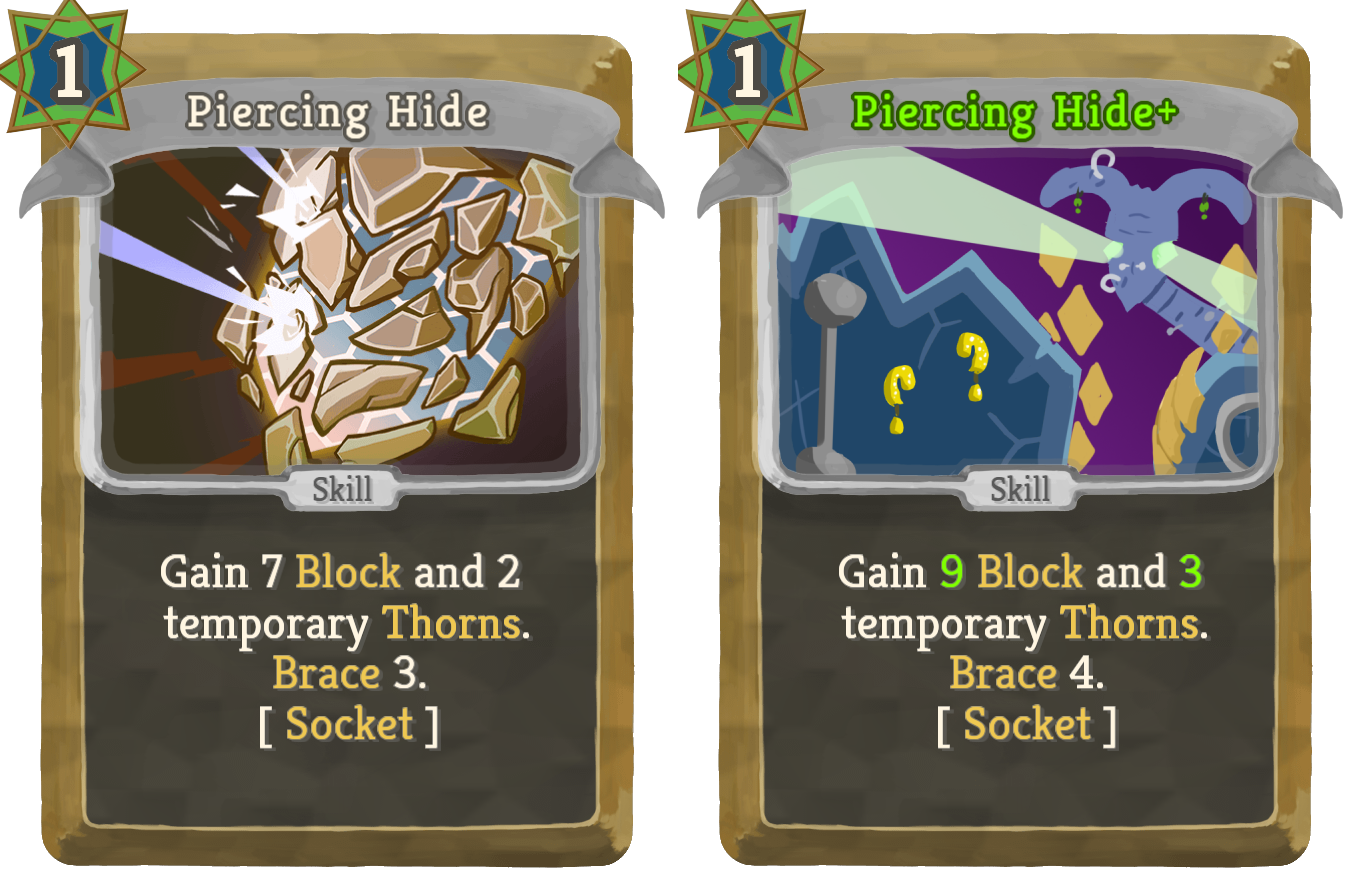 1
Piercing Hide
Skill
Gain 7 Block and 2
temporary Thorns.
Brace 3.
[ Socket ]
1
Piercing Hide+
Skill
Gain 9 Block and 3
temporary Thorns.
Brace 4.
[ Socket ]